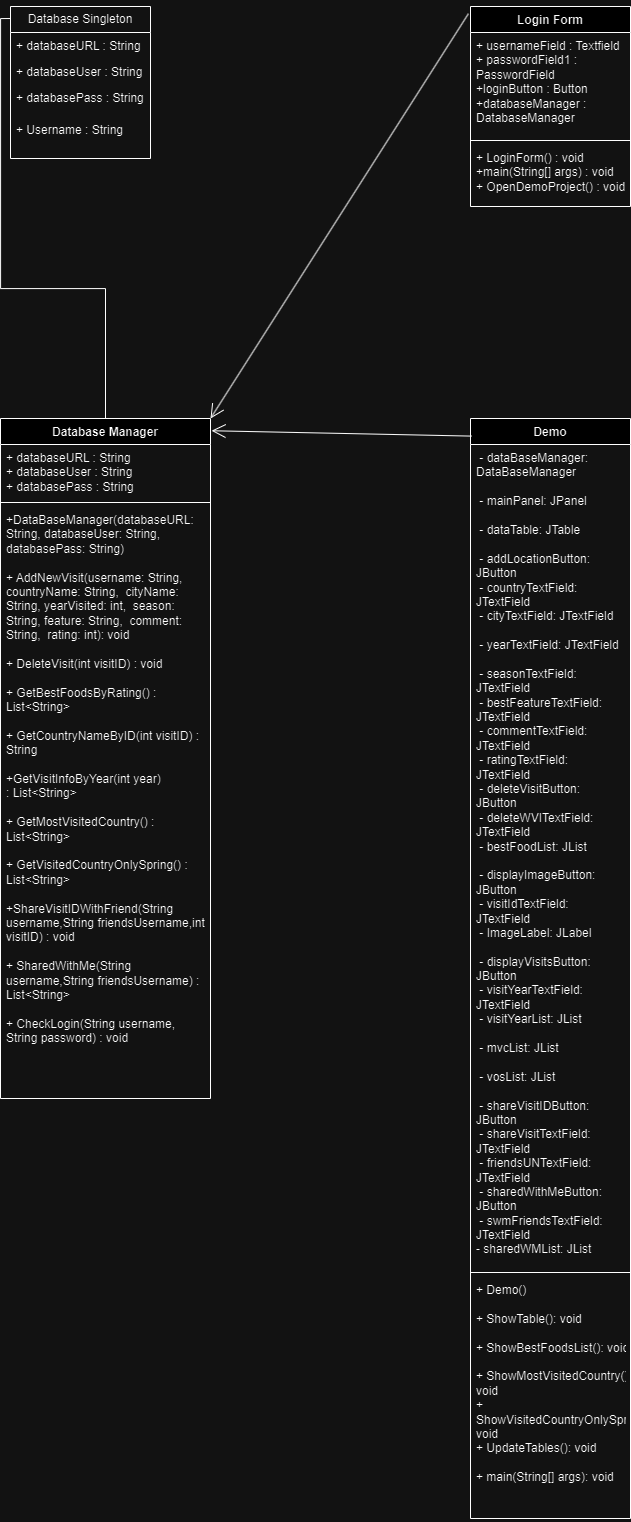 Database Singleton
+ databaseURL : String
+ databaseUser : String
+ databasePass : String
+ Username : String
Login Form
+ usernameField : Textfield
+ passwordField1 :
PasswordField
+loginButton : Button
+databaseManager :
DatabaseManager
+ LoginForm() : void
+main(String[] args) : void
+ OpenDemoProject() : void
Database Manager
+ databaseURL : String
+ databaseUser : String
+ databasePass : String
+DataBaseManager(databaseURL:
String, databaseUser: String,
databasePass: String)
+ AddNewVisit(username: String,
countryName: String, cityName:
String, yearVisited: int, season:
String, feature: String, comment:
String, rating: int): void
+ DeleteVisit(int visitID) : void
+ GetBestFoodsByRating() :
List<String>
+ GetCountryNameByID(int visitID) :
String
+GetVisitInfoByYear(int year)
: List<String>
+ GetMostVisitedCountry() :
List<String>
+ GetVisitedCountryOnlySpring() :
List<String>
+ShareVisitIDWithFriend(String
username,String friendsUsername,int
visitID) : void
+ SharedWithMe(String
username,String friendsUsername) :
List<String>
+ CheckLogin(String username,
String password) : void
Demo
- dataBaseManager:
DataBaseManager
- mainPanel: JPanel
- dataTable: JTable
- addLocationButton:
JButton
- countryTextField:
JTextField
- cityTextField: JTextField
- yearTextField: JTextField
- seasonTextField:
JTextField
- bestFeatureTextField:
JTextField
- commentTextField:
JTextField
- ratingTextField:
JTextField
- deleteVisitButton:
JButton
- deleteWVITextField:
JTextField
- bestFoodList: JList
- displayImageButton:
JButton
- visitIdTextField:
JTextField
- ImageLabel: JLabel
- displayVisitsButton:
JButton
- visitYearTextField:
JTextField
- visitYearList: JList
- mvcList: JList
- vosList: JList
- shareVisitIDButton:
JButton
- shareVisitTextField:
JTextField
- friendsUNTextField:
JTextField
- sharedWithMeButton:
JButton
- swmFriendsTextField:
JTextField
- sharedWMList: JList
+ Demo()
+ ShowTable(): void
+ ShowBestFoodsList(): void
+ ShowMostVisitedCountry()
void
+
ShowVisitedCountryOnlySpr
void
+ UpdateTables(): void
+ main(String[] args): void